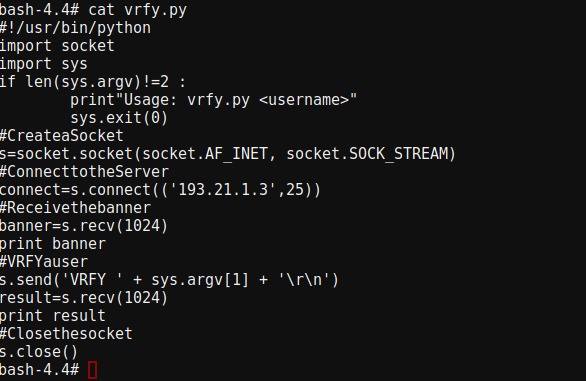 bash-4.4# cat vrfy.py
#!/usr/bin/python
import socket
import sys
if len(sys.argv)!=2 :
        print"Usage: vrfy.py <username>"
        sys.exit(0)
#CreateaSocket
s=socket.socket(socket.AF_INET, socket.SOCK_STREAM)
#ConnecttotheServer
connect=s.connect(('193.21.1.3',25))
#Receivethebanner
banner=s.recv(1024)
print banner
#VRFYauser
s.send('VRFY ' + sys.argv[1] + '\r\n')
result=s.recv(1024)
print result
#Closethesocket
s.close()
bash-4.4#